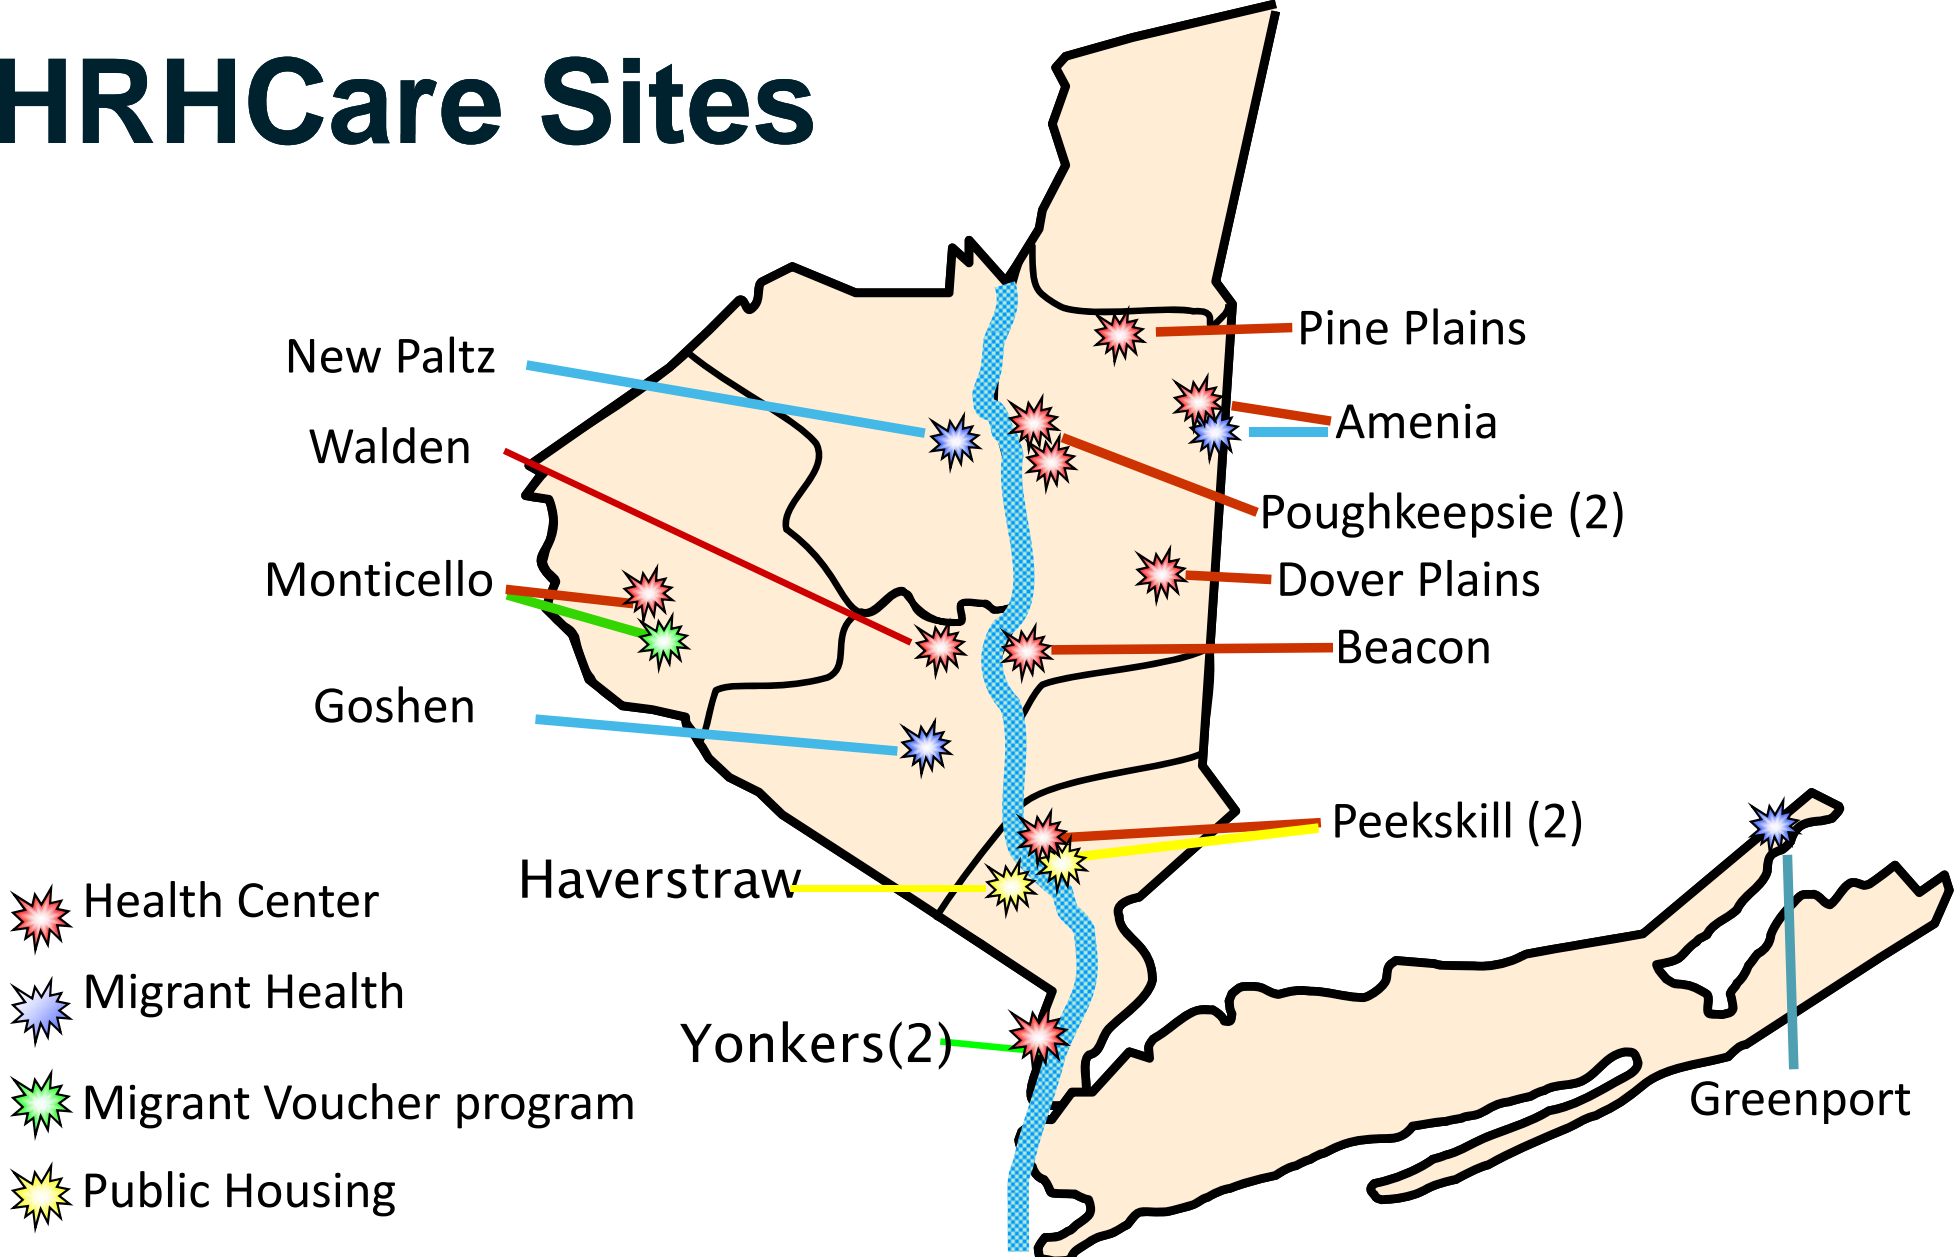 HRHCare Sites
New Paltz
Walden
Monticello
Goshen
Haverstraw
Yonkers(2)
Pine Plains
Amenia
Poughkeepsie (2)
Dover Plains
Beacon
Peekskill (2)
Greenport
Health Center
Migrant Health
Migrant Voucher program
Public Housing